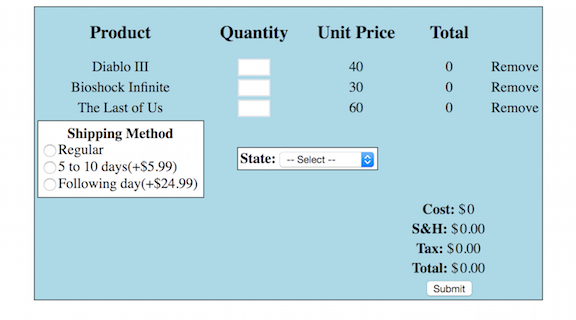 Product Quantity Unit Price Total
Diablo III 40 0 Remove
Bioshock Infinite 30 0 Remove
The Last of Us 60 0 Remove
Shipping Method
Regular
5 to 10 days(+$5.99)
Following day(+$24.99)
State: -- Select --
Cost: $0
S&H: $0.00
Tax: $0.00
Total: $0.00
Submit